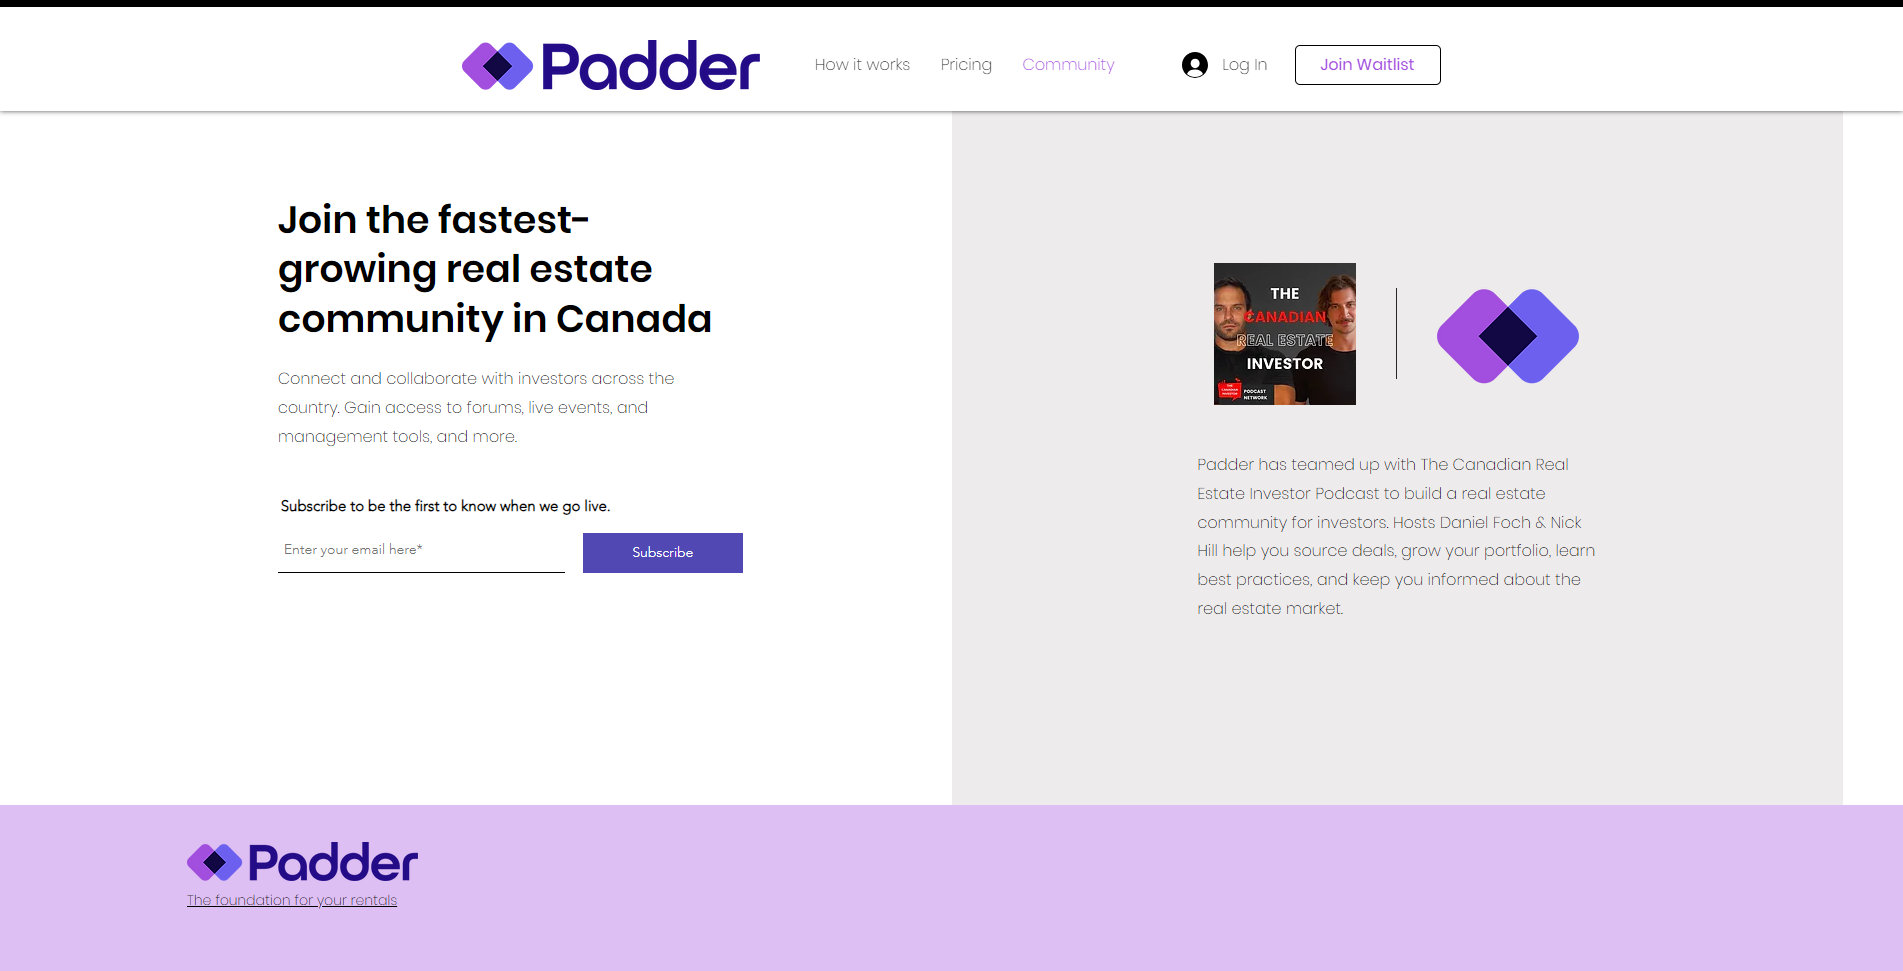 Padder
How it works
Pricing
Community
Log In
Join Waitlist
Join the fastest-
growing real estate
community in Canada
Connect and collaborate with investors across the
country. Gain access to forums, live events, and
management tools, and more.
Subscribe to be the first to know when we go live.
Enter your email here*
Subscribe
THE
CANADIAN
REAL ESTATE
INVESTOR
THE
CANADIAN
INVESTOR
PODCAST
NETWORK
Padder has teamed up with The Canadian Real
Estate Investor Podcast to build a real estate
community for investors. Hosts Daniel Foch & Nick
Hill help you source deals, grow your portfolio, learn
best practices, and keep you informed about the
real estate market.
Padder
The foundation for your rentals